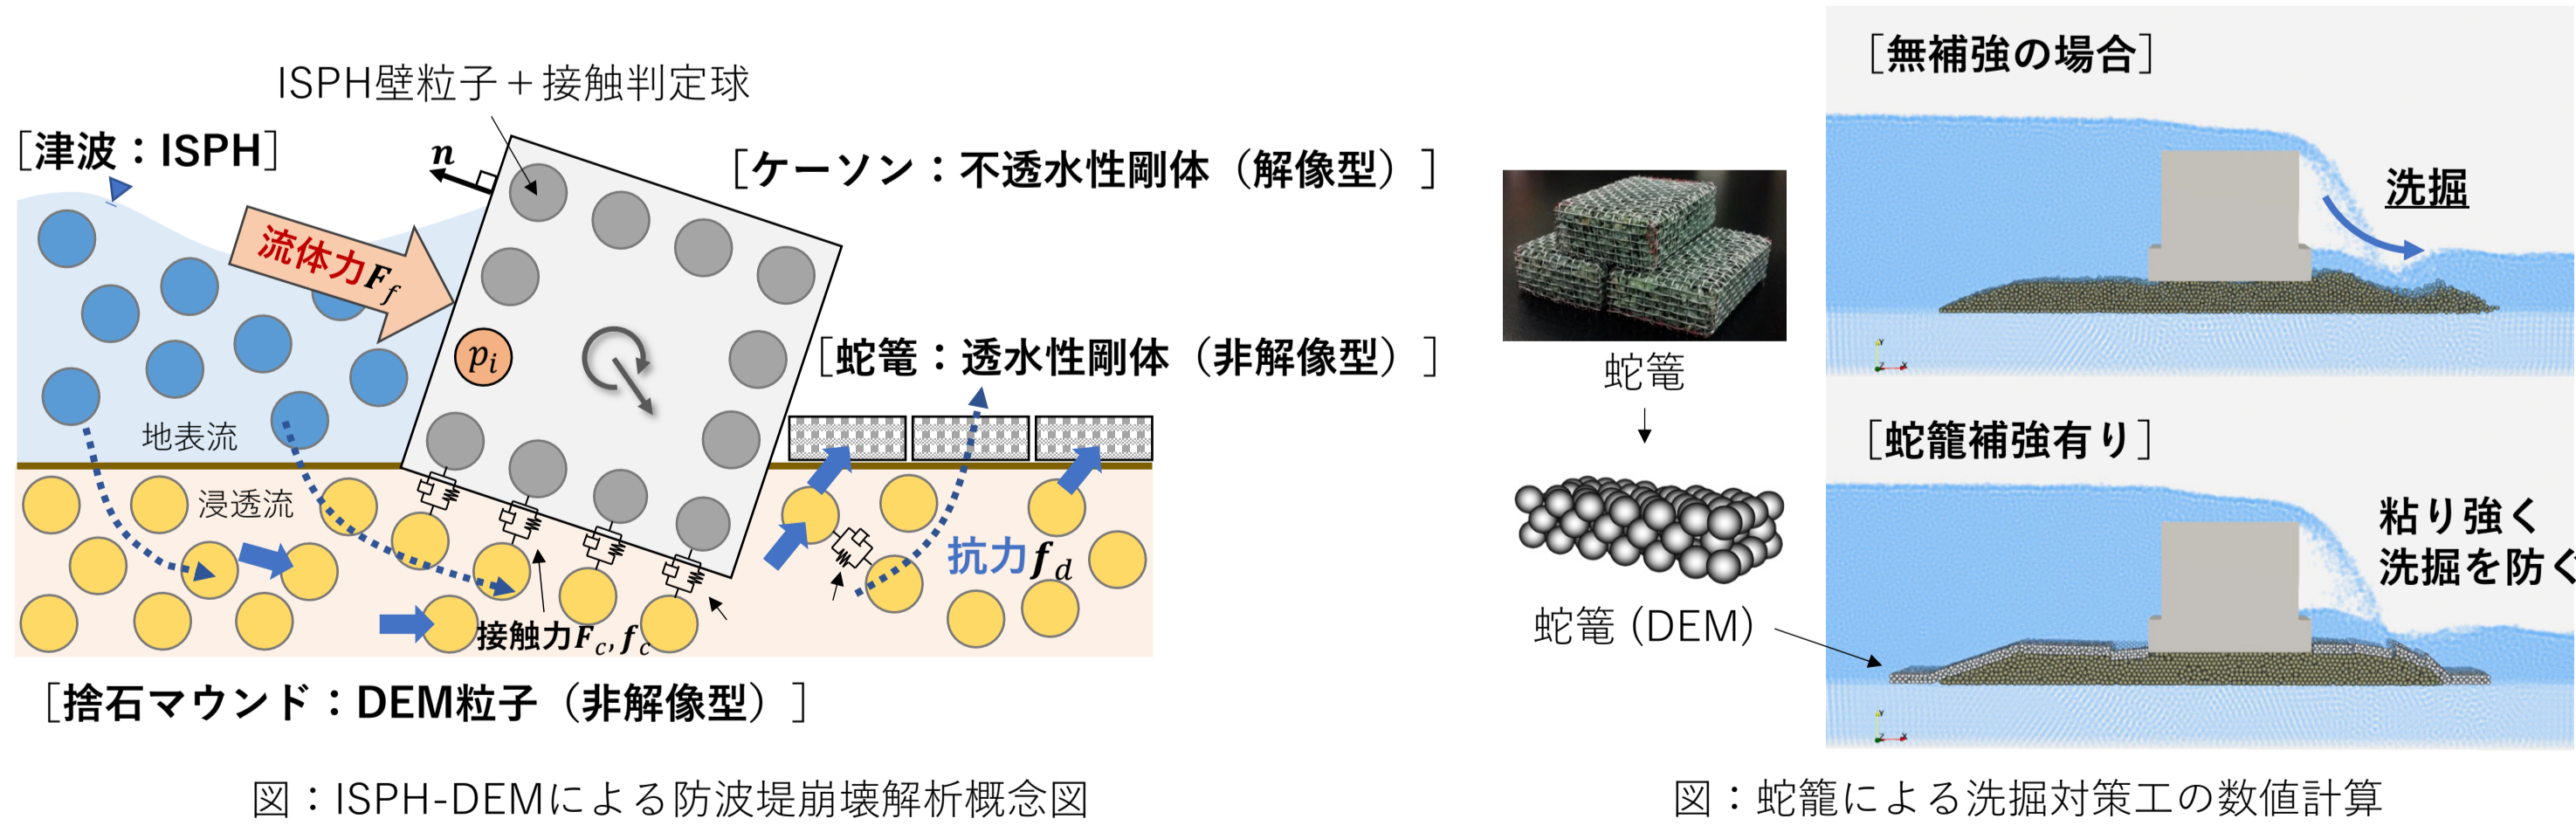 ISPH壁粒子＋接触判定球
［津波：ISPH］
n
［ケーソン：不透水性剛体（解像型）］
流体力F_f
p_i
［蛇篭：透水性剛体（非解像型）］
地表流
浸透流
抗力f_d
接触力F_c, f_c
［捨石マウンド：DEM粒子（非解像型）］
図：ISPH-DEMによる防波堤崩壊解析概念図
蛇篭
蛇篭 (DEM)
［無補強の場合］
洗掘
Y
Z X
［蛇籠補強有り］
粘り強く
洗掘を防ぐ
Y
Z X
図：蛇籠による洗掘対策工の数値計算